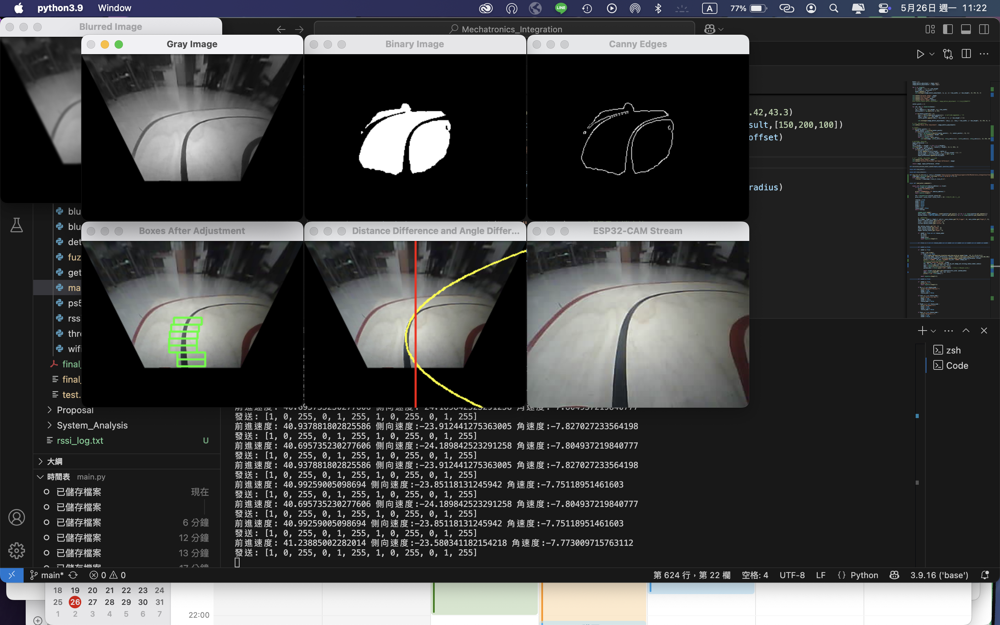 python3.9 Window
LINE
A
77%
5月26日 週一 11:22
Blurred Image
Mechatronics_Integration
Gray Image
Binary Image
Canny Edges
.42,43.3)
sult,[150,200,100])
offset)
radius)
blu
blu
det
fuz
get
ma
ps5
rss
thr
wifi
final_
final_
test.
Proposal
System_Analysis
rssi_log.txt U
大綱
時間表 main.py
已儲存檔案 現在
已儲存檔案
已儲存檔案 6 分鐘
已儲存檔案 12 分鐘
已儲存檔案 13 分鐘
已儲存檔案 17 分鐘
Boxes After Adjustment
Distance Difference and Angle Differ...
ESP32-CAM Stream
zsh
Code
前進速度: 40.695735230277606 側向速度:-24.189842523291258 角速度:-7.804937219840777
發送: [1, 0, 255, 0, 1, 255, 1, 0, 255, 0, 1, 255]
前進速度: 40.937881802825586 側向速度:-23.912441275363005 角速度:-7.827027233564198
發送: [1, 0, 255, 0, 1, 255, 1, 0, 255, 0, 1, 255]
前進速度: 40.695735230277606 側向速度:-24.189842523291258 角速度:-7.804937219840777
發送: [1, 0, 255, 0, 1, 255, 1, 0, 255, 0, 1, 255]
前進速度: 40.937881802825586 側向速度:-23.912441275363005 角速度:-7.827027233564198
發送: [1, 0, 255, 0, 1, 255, 1, 0, 255, 0, 1, 255]
前進速度: 40.99259005098694 側向速度:-23.85118131245942 角速度:-7.75118951461603
發送: [1, 0, 255, 0, 1, 255, 1, 0, 255, 0, 1, 255]
前進速度: 40.695735230277606 側向速度:-24.189842523291258 角速度:-7.804937219840777
發送: [1, 0, 255, 0, 1, 255, 1, 0, 255, 0, 1, 255]
前進速度: 40.99259005098694 側向速度:-23.85118131245942 角速度:-7.75118951461603
發送: [1, 0, 255, 0, 1, 255, 1, 0, 255, 0, 1, 255]
前進速度: 41.23885002282014 側向速度:-23.580341182154218 角速度:-7.773009715763112
發送: [1, 0, 255, 0, 1, 255, 1, 0, 255, 0, 1, 255]
main* 0 0
第 624 行，第 22 欄 空格: 4 UTF-8 LF {} Python 3.9.16 ('base')
18 19 20 21 22 23 24
25 26 27 28 29 30 31
1 2 3 4 5 6 7
22:00